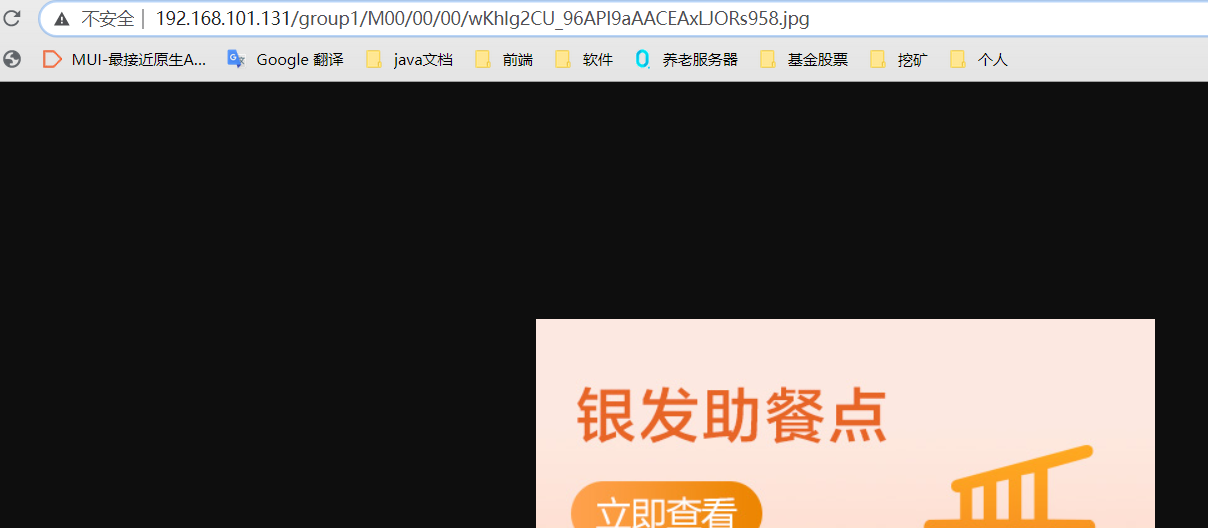 不安全 | 192.168.101.131/group1/M00/00/00/wKhlg2CU_96API9aAACEAxLJORs958.jpg
MUI-最接近原生A... Google 翻译 java文档 前端 软件 养老服务器 基金股票 挖矿 个人
银发助餐点
立即查看